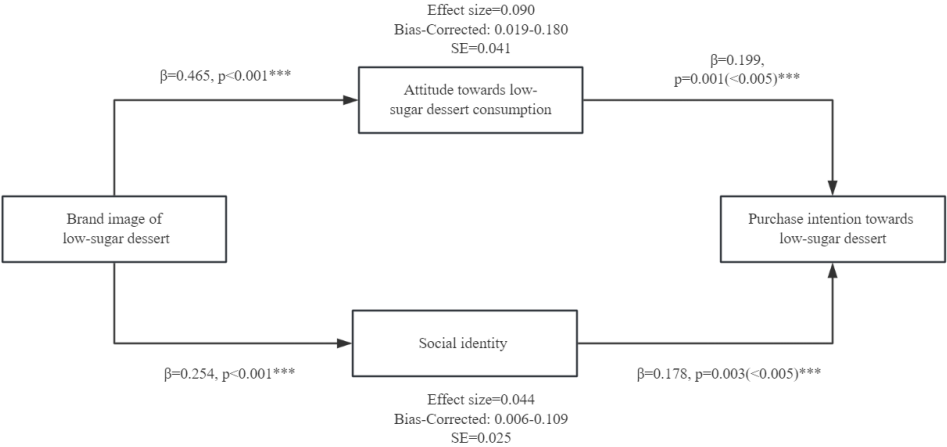 Effect size=0.090
Bias-Corrected: 0.019-0.180
SE=0.041
β=0.465, p<0.001***
Attitude towards low-
sugar dessert consumption
β=0.199,
p=0.001(<0.005)***
Brand image of
low-sugar dessert
Purchase intention towards
low-sugar dessert
Social identity
β=0.254, p<0.001***
β=0.178, p=0.003(<0.005)***
Effect size=0.044
Bias-Corrected: 0.006-0.109
SE=0.025